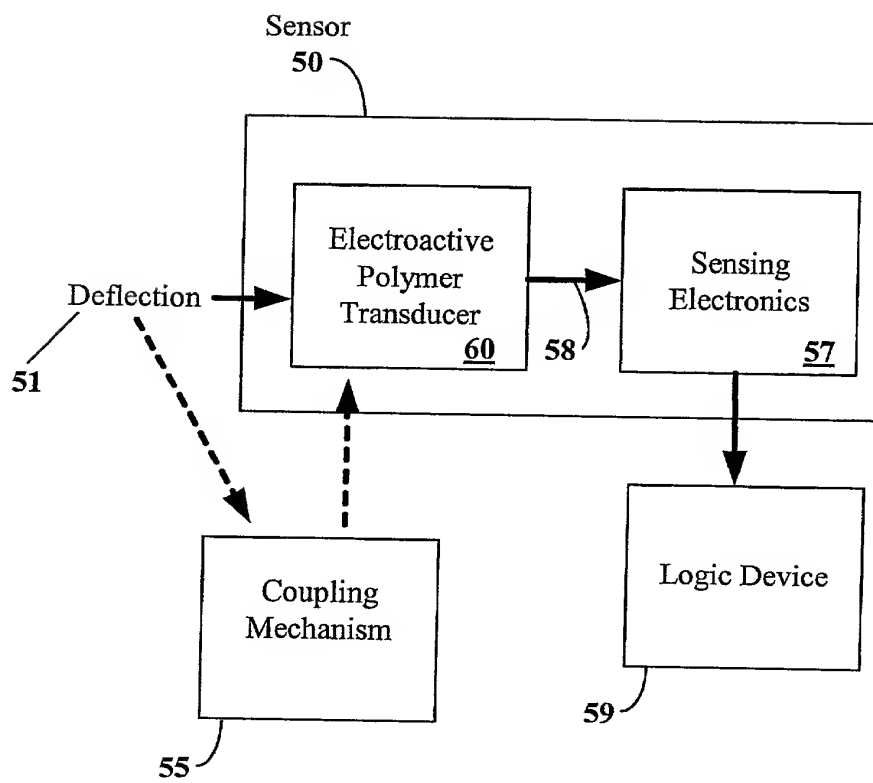 Sensor
50
Electroactive
Polymer
Transducer
60
Sensing
Electronics
57
58
Deflection
51
Coupling
Mechanism
55
Logic Device
59